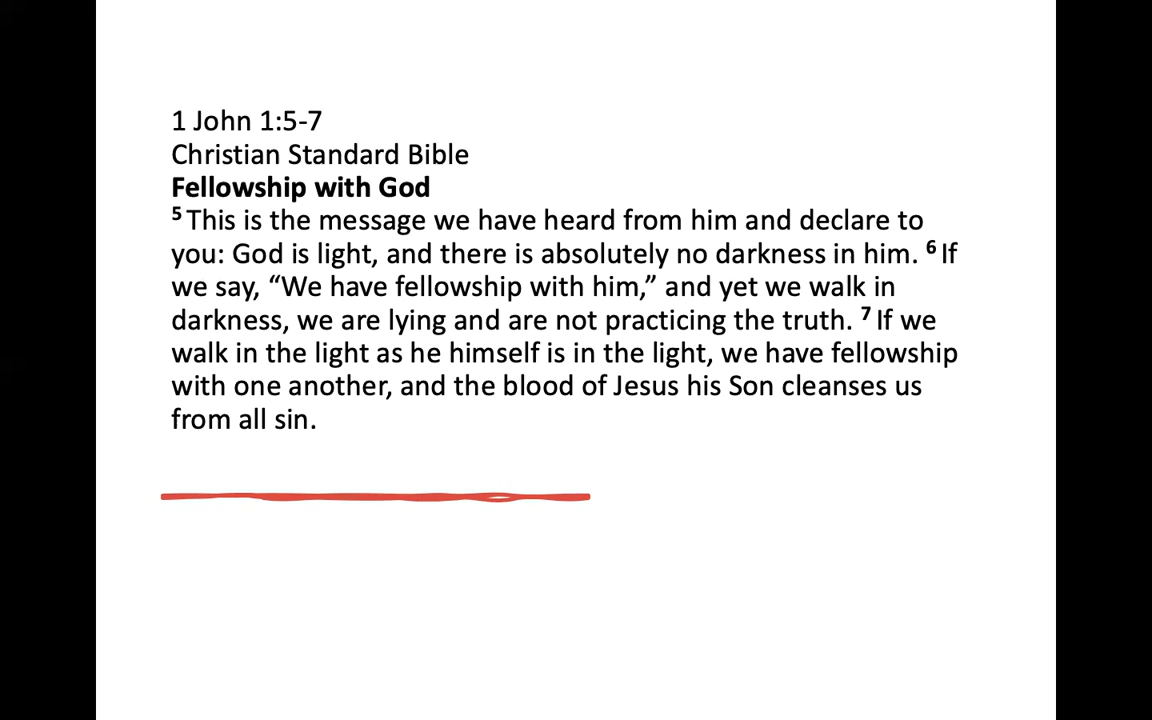 1 John 1:5-7
Christian Standard Bible
Fellowship with God
5 This is the message we have heard from him and declare to
you: God is light, and there is absolutely no darkness in him. 6 If
we say, “We have fellowship with him,” and yet we walk in
darkness, we are lying and are not practicing the truth. 7 If we
walk in the light as he himself is in the light, we have fellowship
with one another, and the blood of Jesus his Son cleanses us
from all sin.